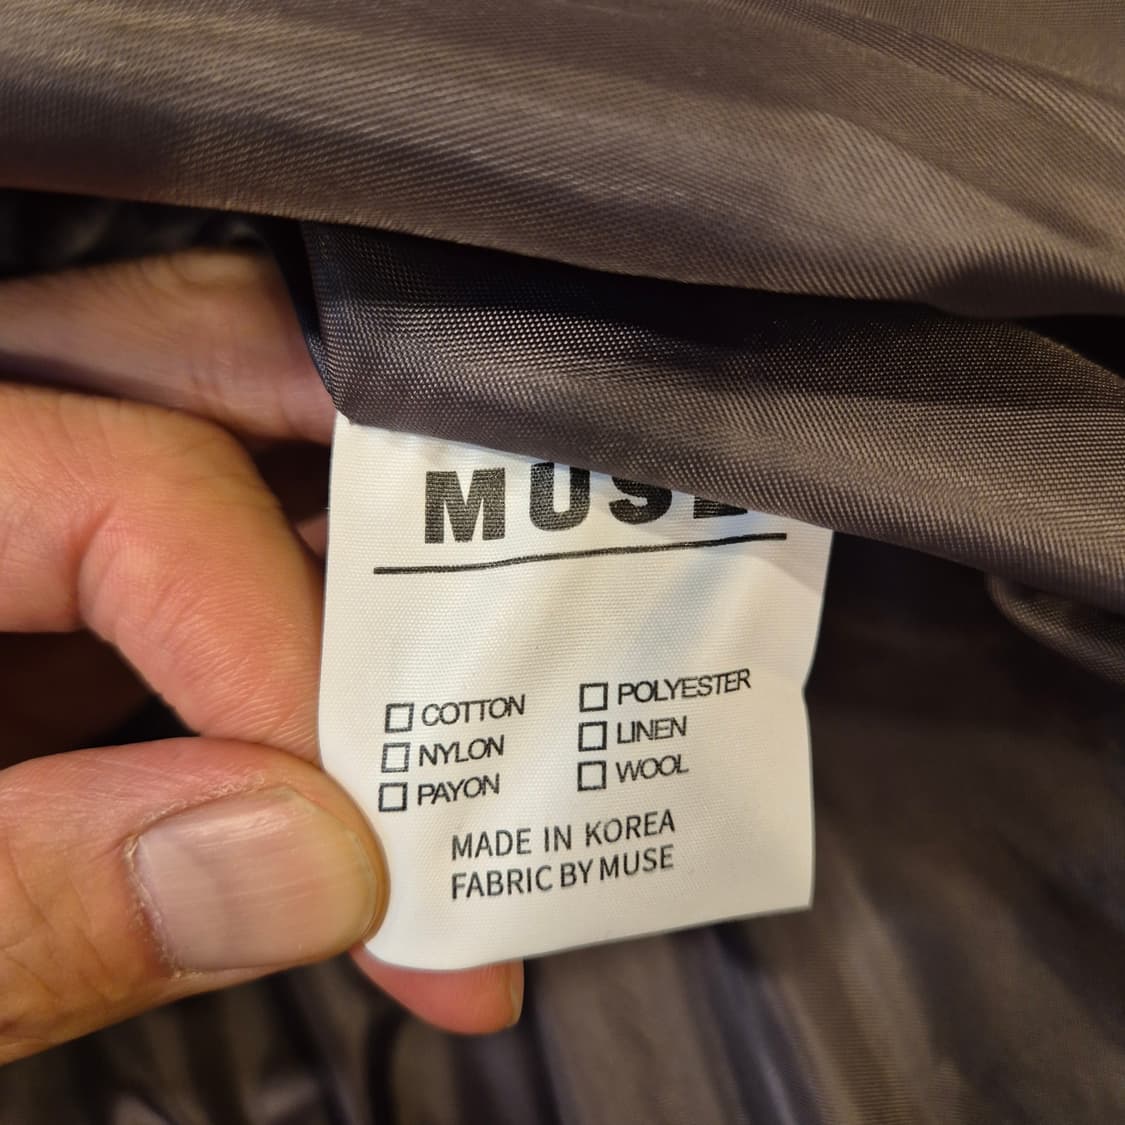 MUSE
☐ COTTON ☐ POLYESTER
☐ NYLON ☐ LINEN
☐ PAYON ☐ WOOL
MADE IN KOREA
FABRIC BY MUSE